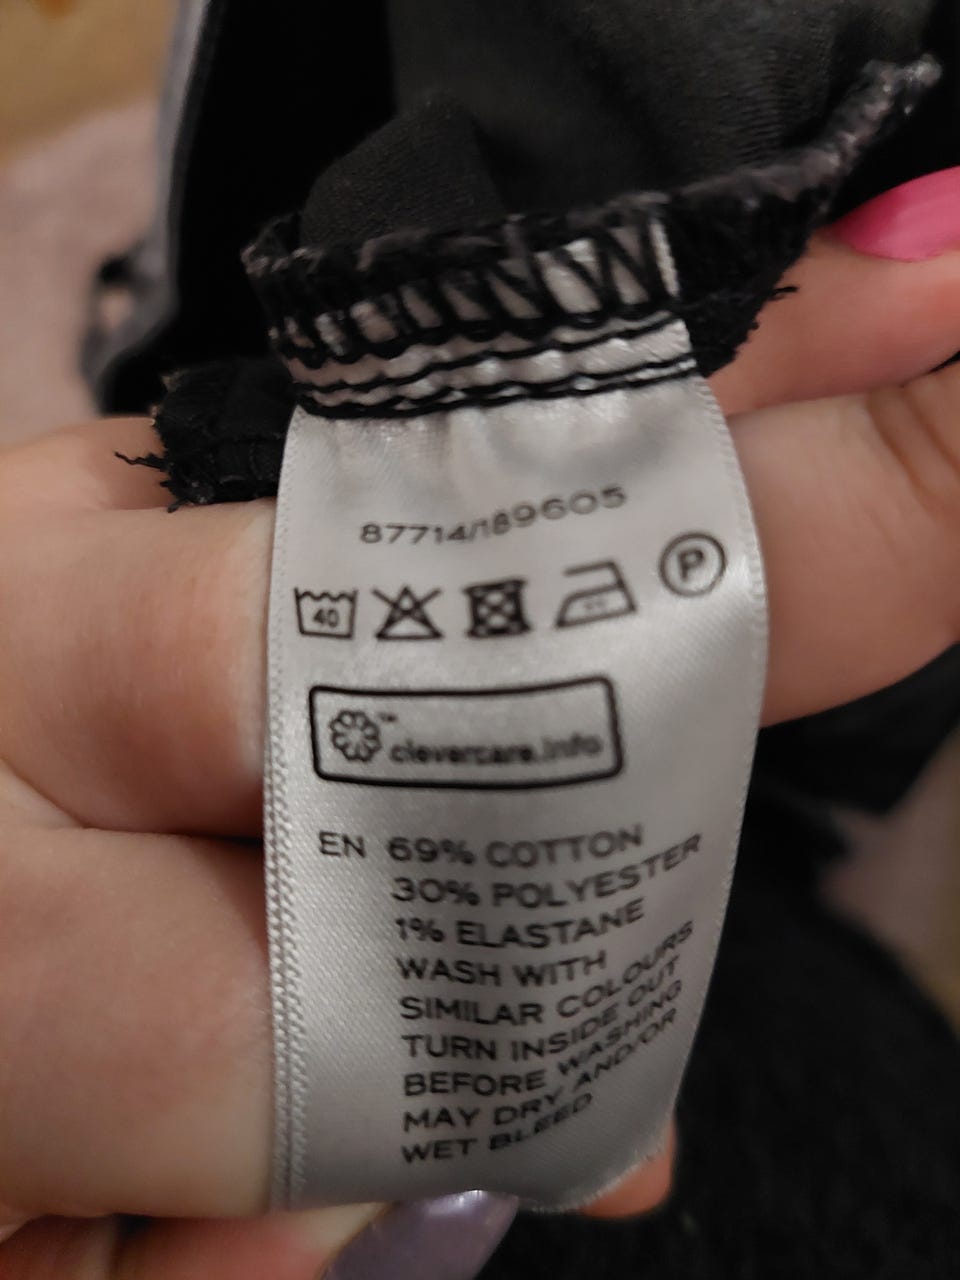 87714/189605
40
P
™ clevercare.info
EN 69% COTTON
30% POLYESTER
1% ELASTANE
WASH WITH
SIMILAR COLOURS
TURN INSIDE OUT
BEFORE WASHING
MAY DRY AND/OR
WET BLEED